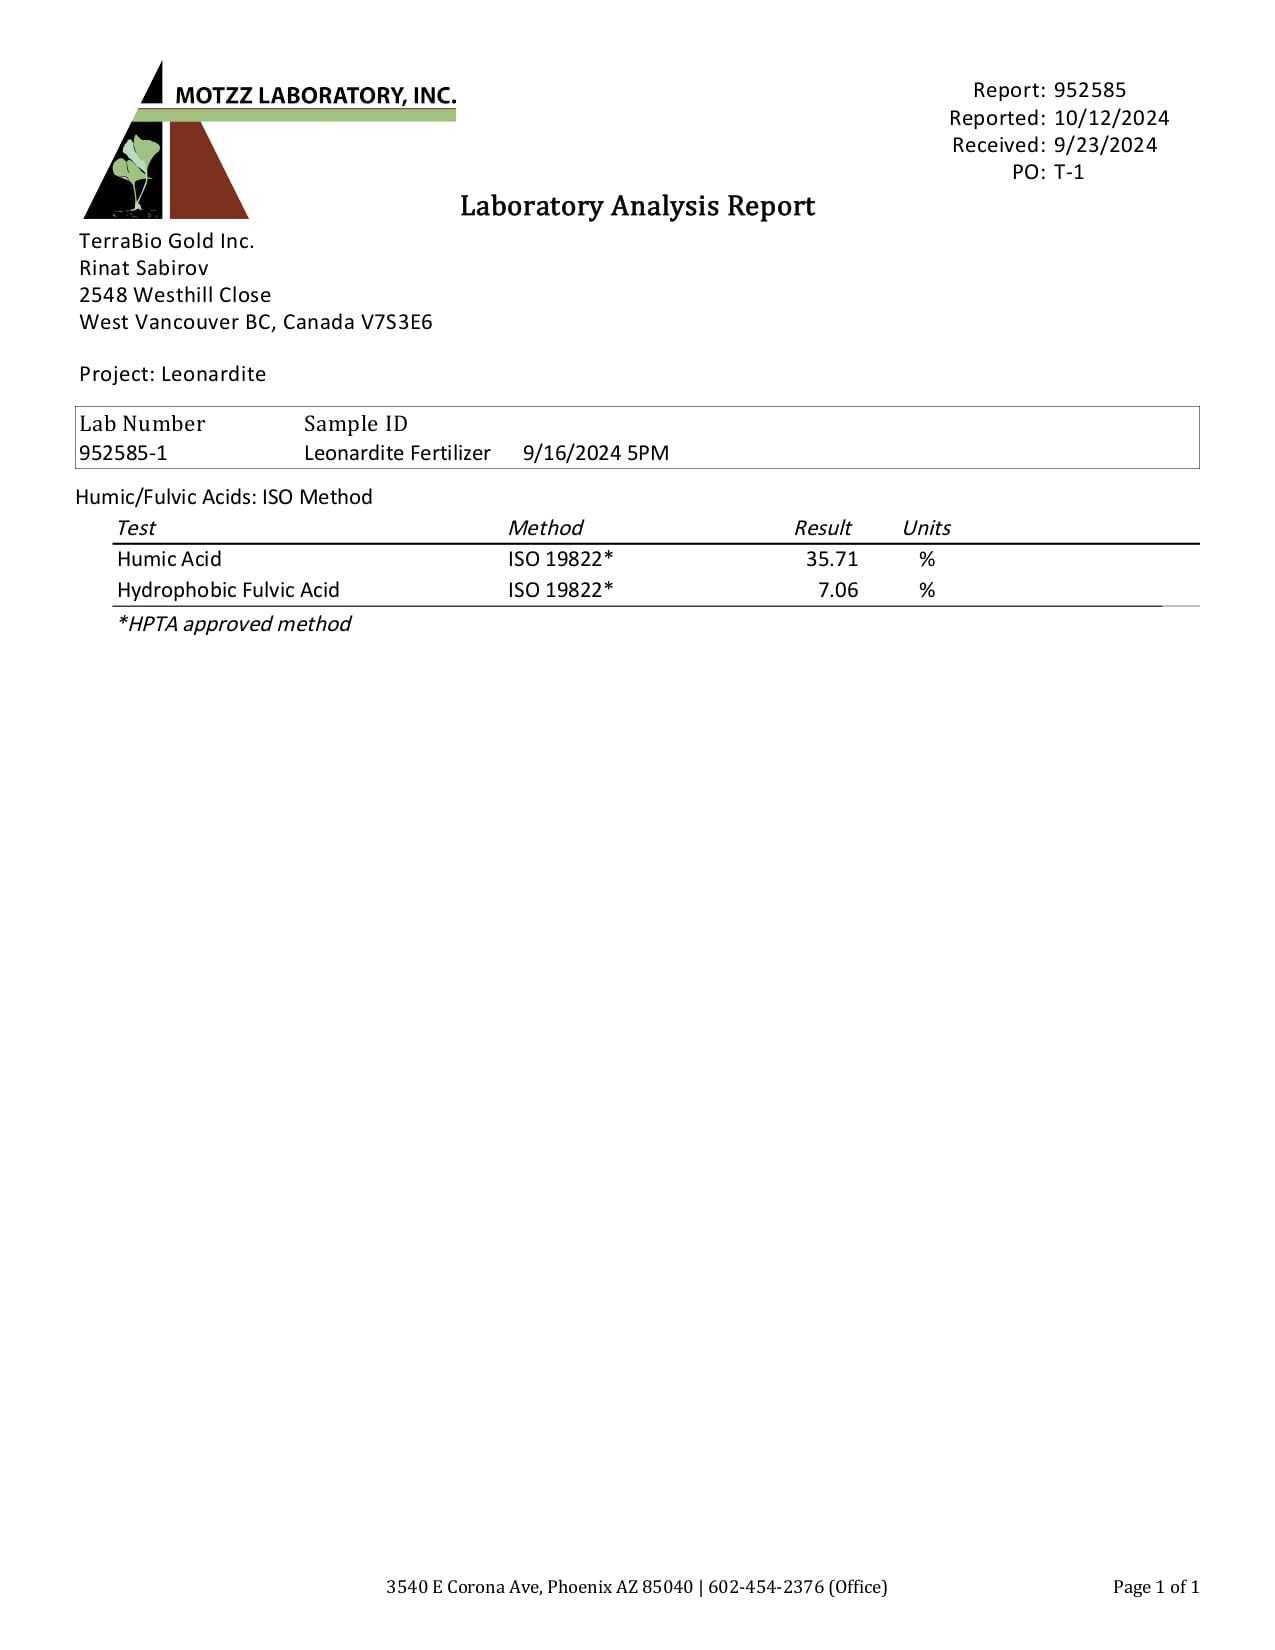 MOTZZ LABORATORY, INC.
Report: 952585
Reported: 10/12/2024
Received: 9/23/2024
PO: T-1
Laboratory Analysis Report
TerraBio Gold Inc.
Rinat Sabirov
2548 Westhill Close
West Vancouver BC, Canada V7S3E6
Project: Leonardite
Lab Number Sample ID
952585-1 Leonardite Fertilizer 9/16/2024 5PM
Humic/Fulvic Acids: ISO Method
Test Method Result Units
Humic Acid ISO 19822* 35.71 %
Hydrophobic Fulvic Acid ISO 19822* 7.06 %
*HPTA approved method
3540 E Corona Ave, Phoenix AZ 85040 | 602-454-2376 (Office) Page 1 of 1